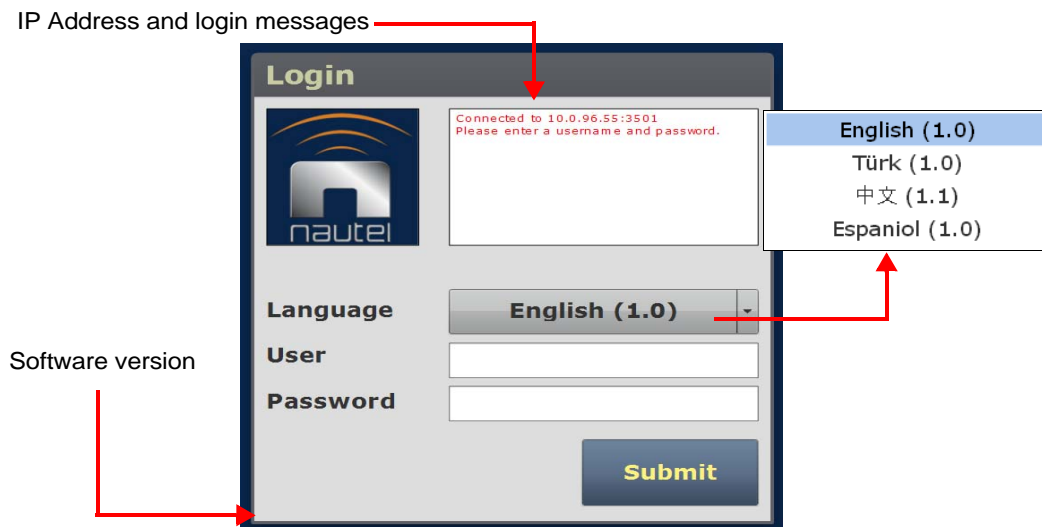 IP Address and login messages
Login
Connected to 10.0.96.55:3501
Please enter a username and password.
nautel
English (1.0)
Türk (1.0)
中文 (1.1)
Espaniol (1.0)
Language
English (1.0)
User
Software version
Password
Submit